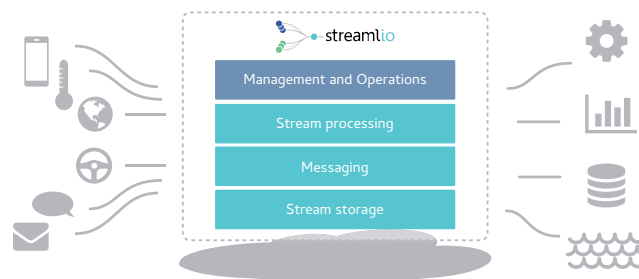 streamlio
Management and Operations
Stream processing
Messaging
Stream storage